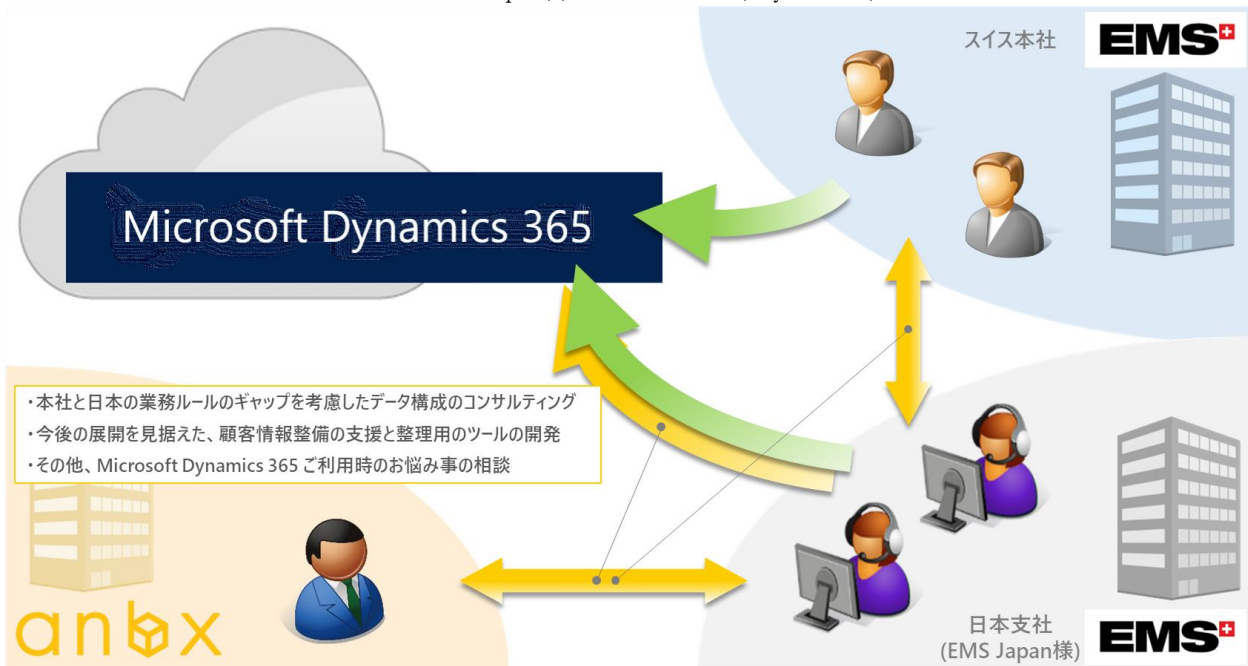 スイス本社
EMS
Microsoft Dynamics 365
・本社と日本の業務ルールのギャップを考慮したデータ構成のコンサルティング
・今後の展開を見据えた、顧客情報整備の支援と整理用のツールの開発
・その他、Microsoft Dynamics 365 ご利用時のお悩み事の相談
anbx
日本支社
(EMS Japan様)
EMS